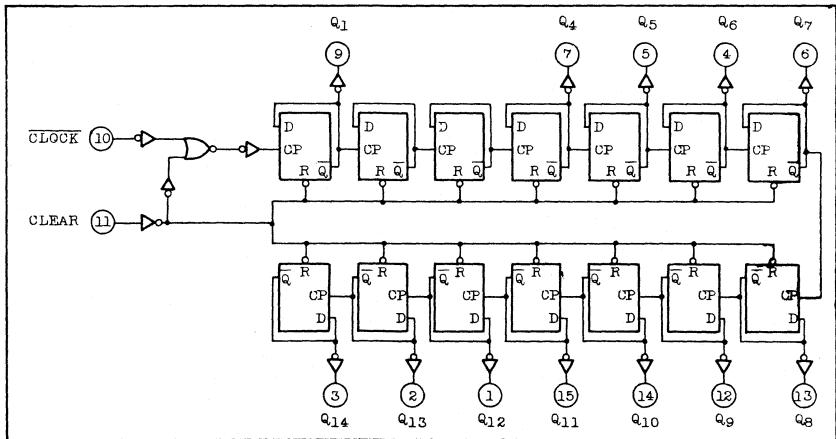 Q1 Q4 Q5 Q6 Q7
9 7 5 4 6
D D D D D D D
CLOCK 10
CP CP CP CP CP CP CP
R Q R Q R Q R Q R Q R Q R Q
CLEAR 11
Q R Q R Q R Q R Q R Q R Q R
CP CP CP CP CP CP CP
D D D D D D D
3 2 1 15 14 12 13
Q14 Q13 Q12 Q11 Q10 Q9 Q8